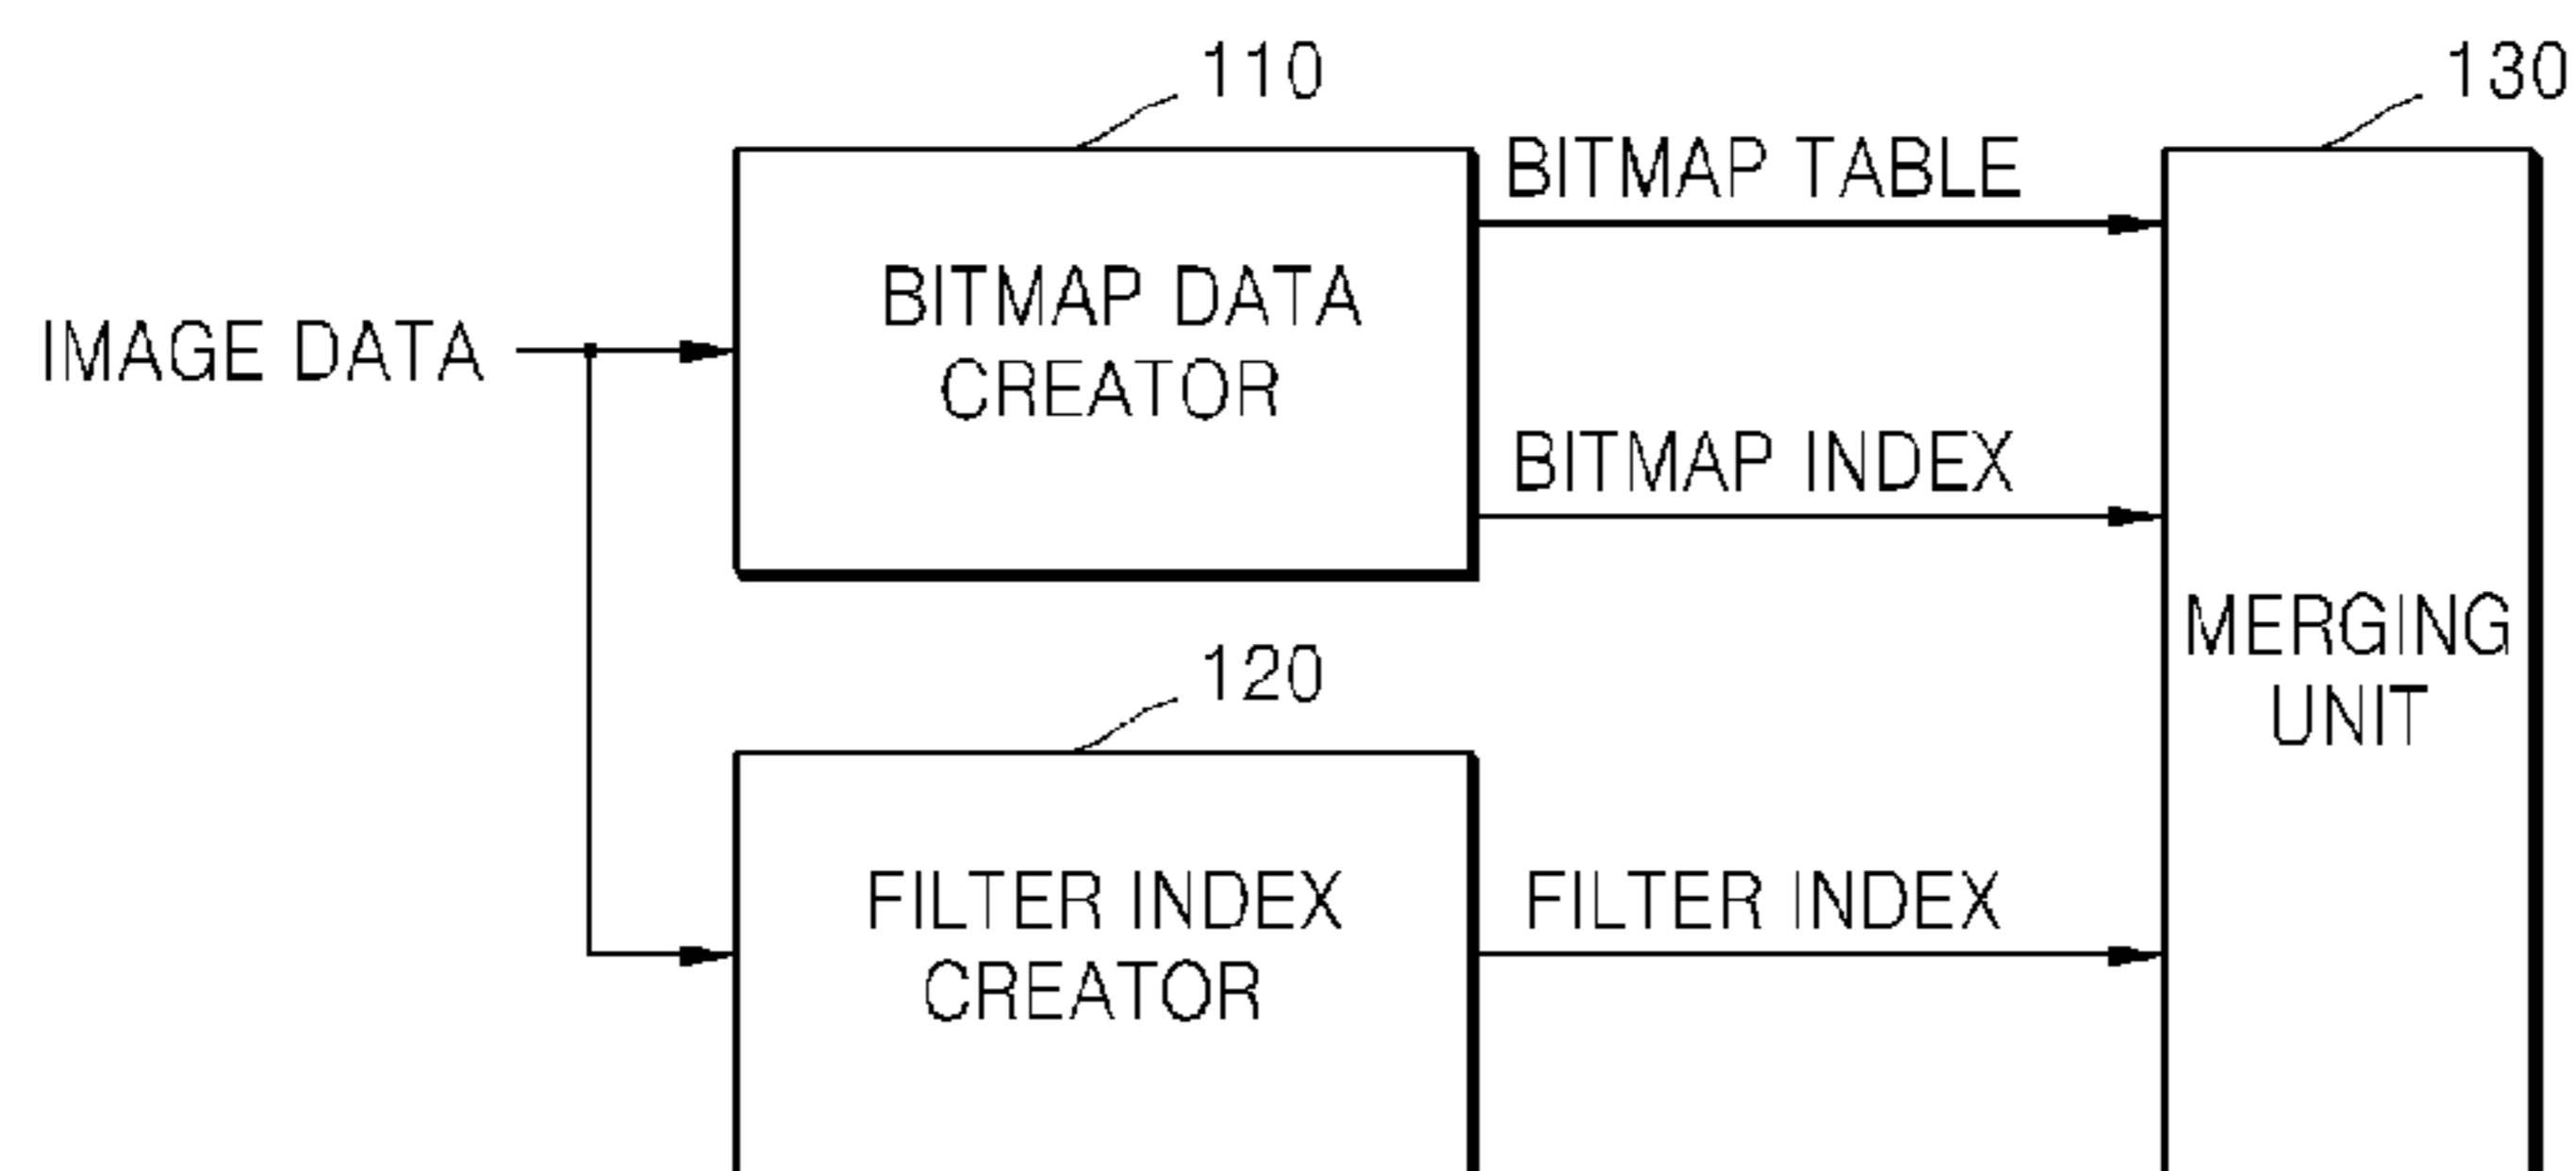 110
130
BITMAP TABLE
BITMAP DATA
CREATOR
IMAGE DATA
BITMAP INDEX
MERGING
UNIT
120
FILTER INDEX
CREATOR
FILTER INDEX